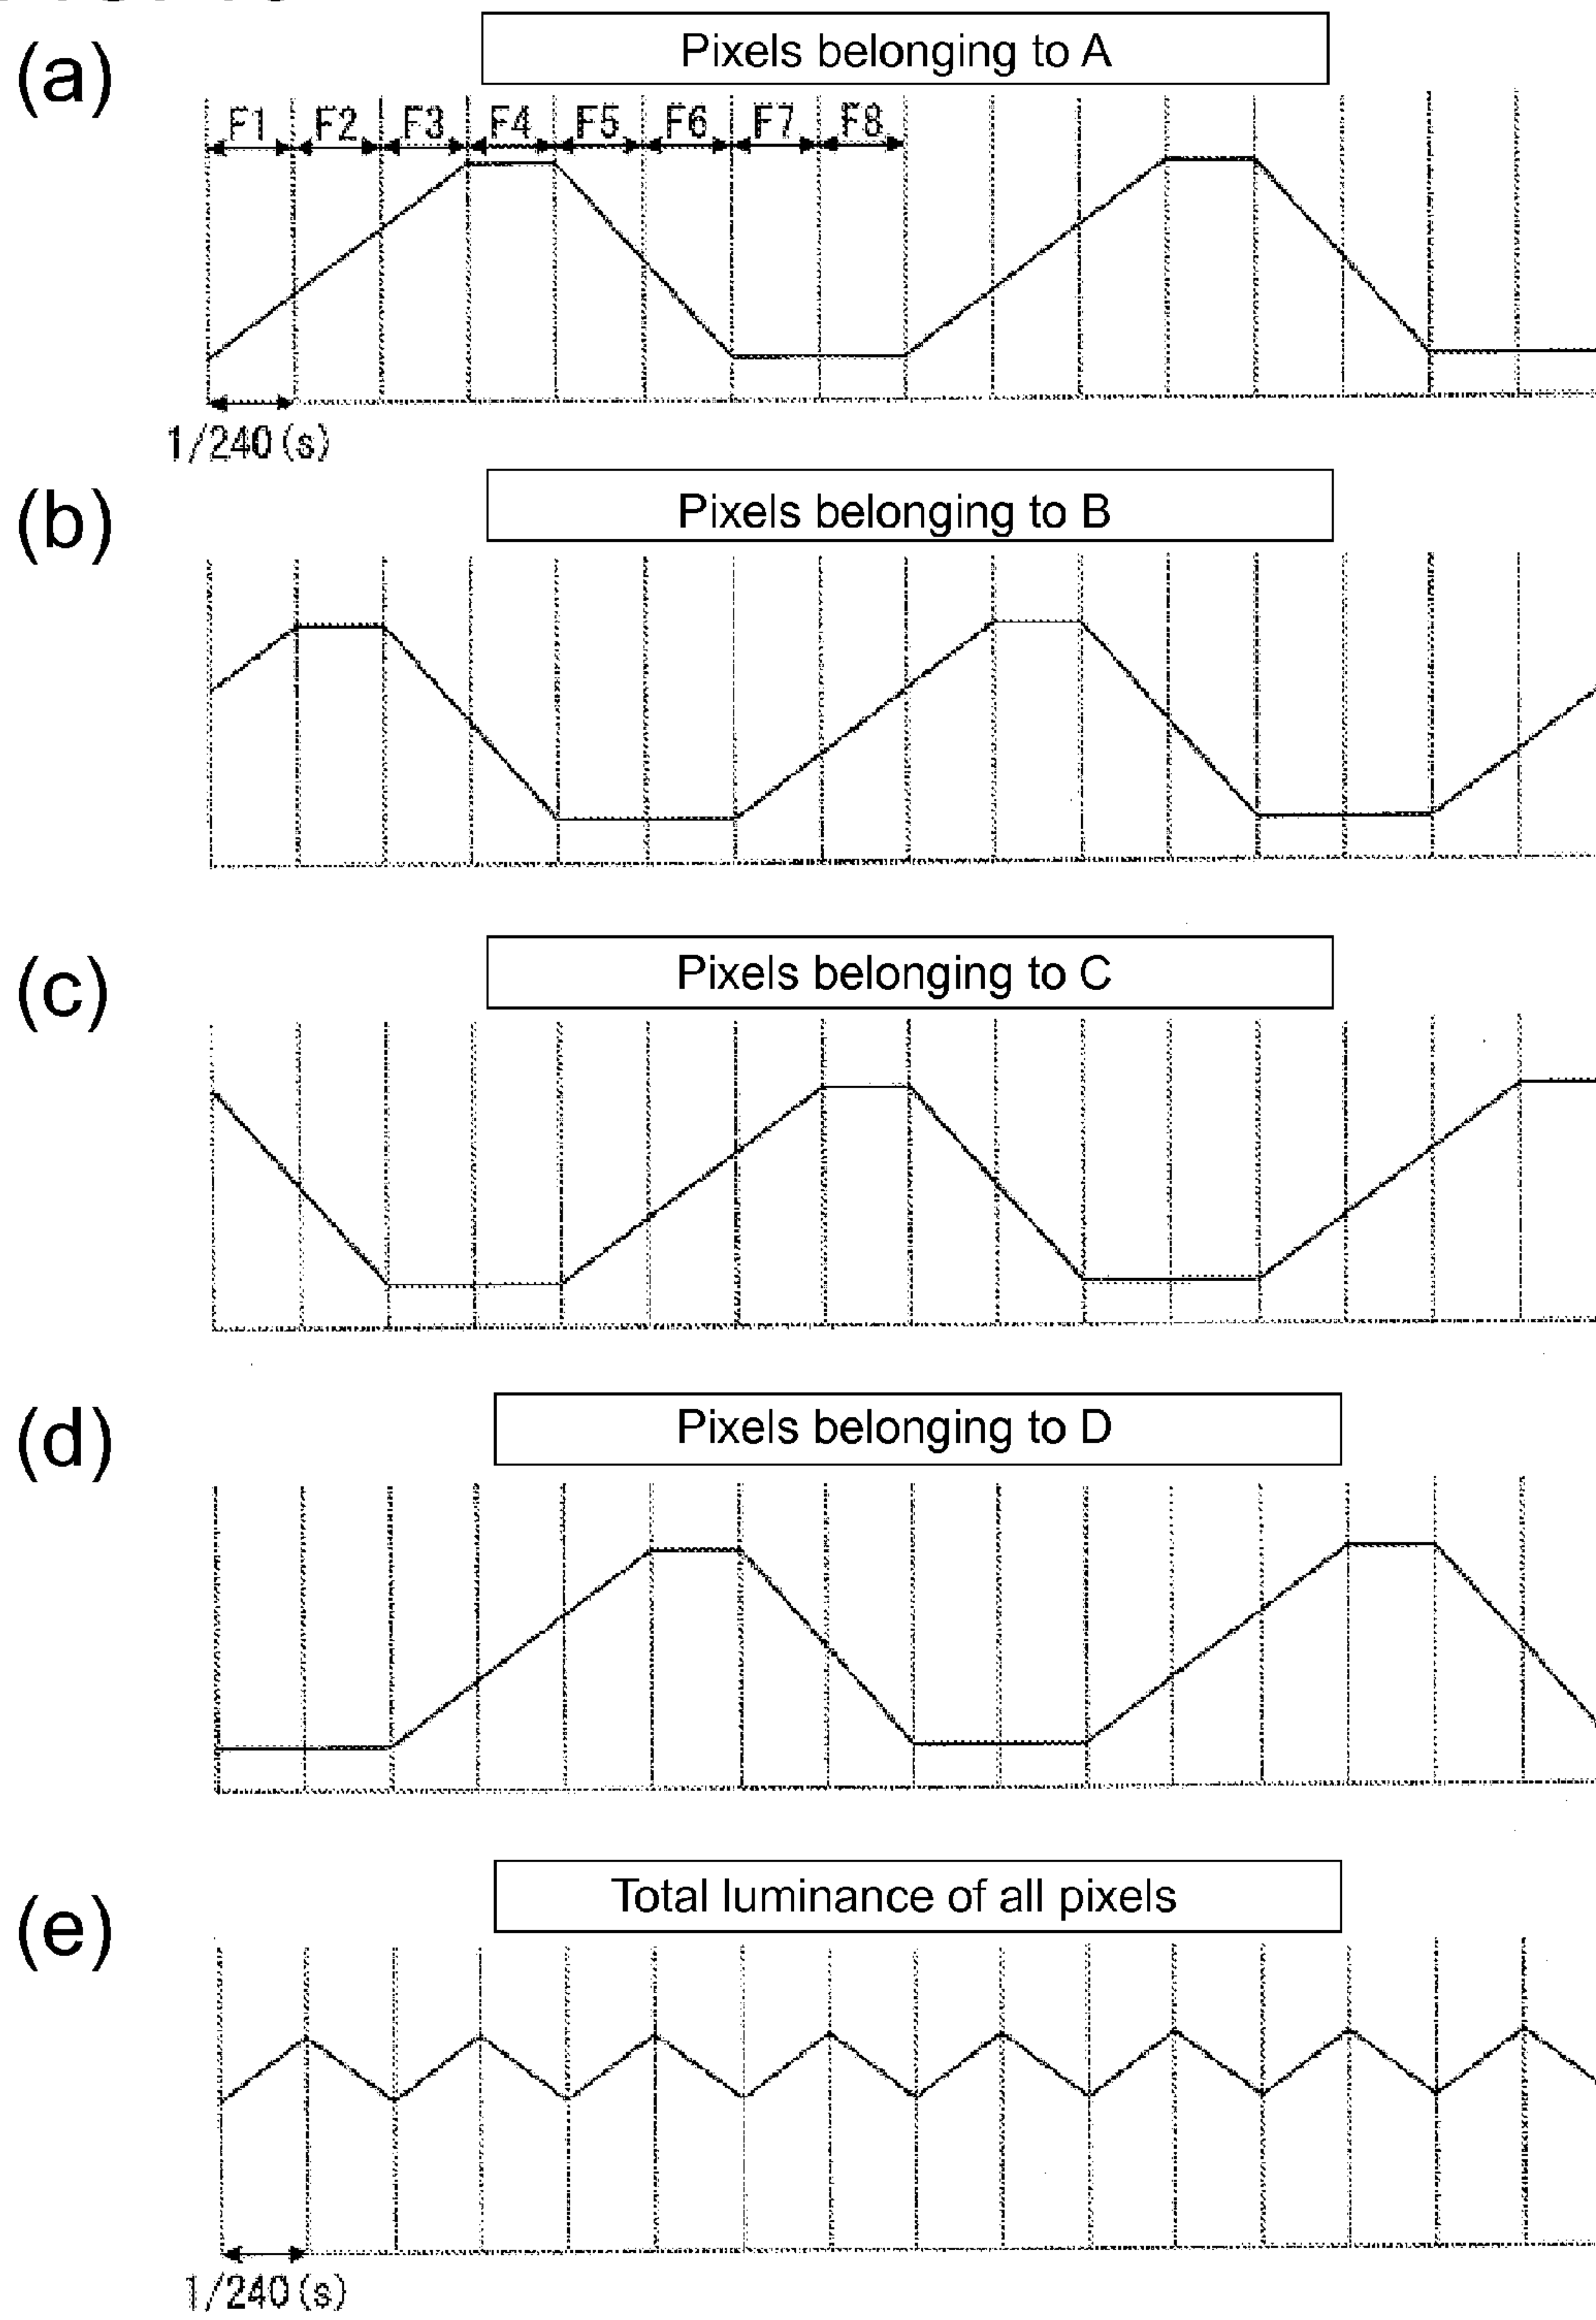 (a)
Pixels belonging to A
F1 F2 F3 F4 F5 F6 F7 F8
1/240(s)
(b)
Pixels belonging to B
(c)
Pixels belonging to C
(d)
Pixels belonging to D
(e)
Total luminance of all pixels
1/240(s)